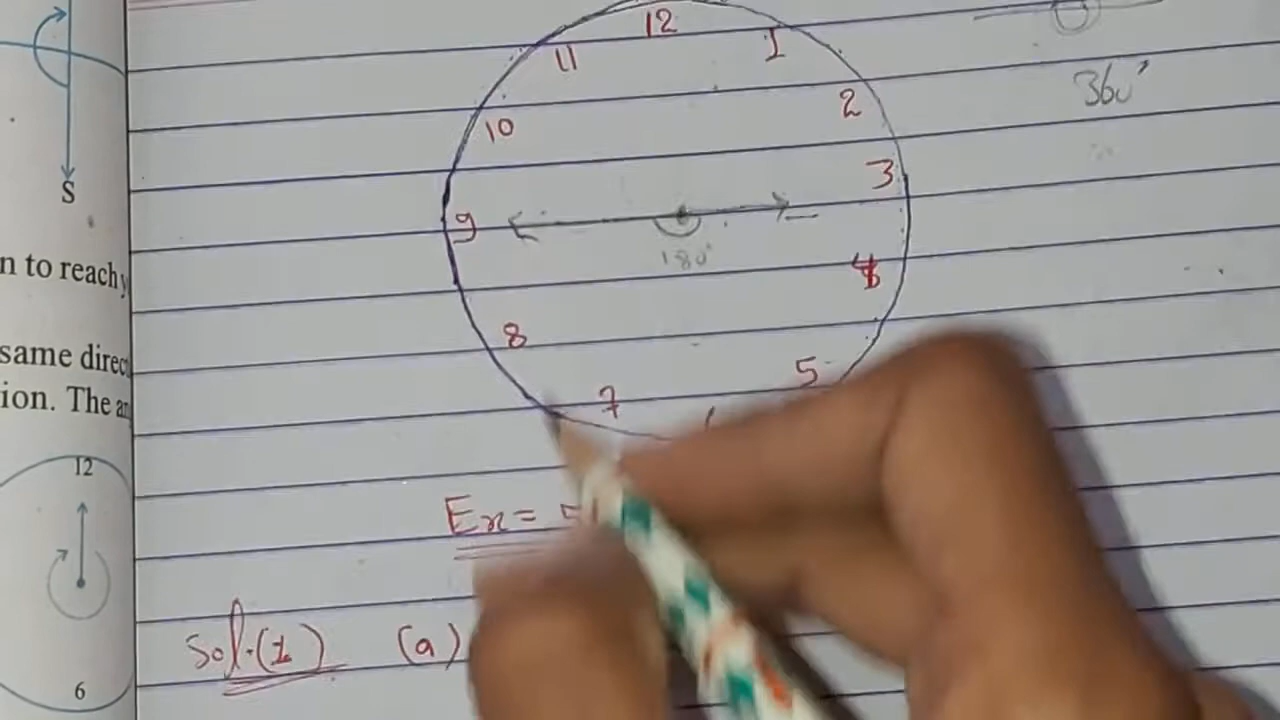 12
11
1
10
2
360°
9
3
180°
4
8
5
7
Ex =
Sol.(1) (a)
S
n to reach y
same direc
ion. The an
12
6